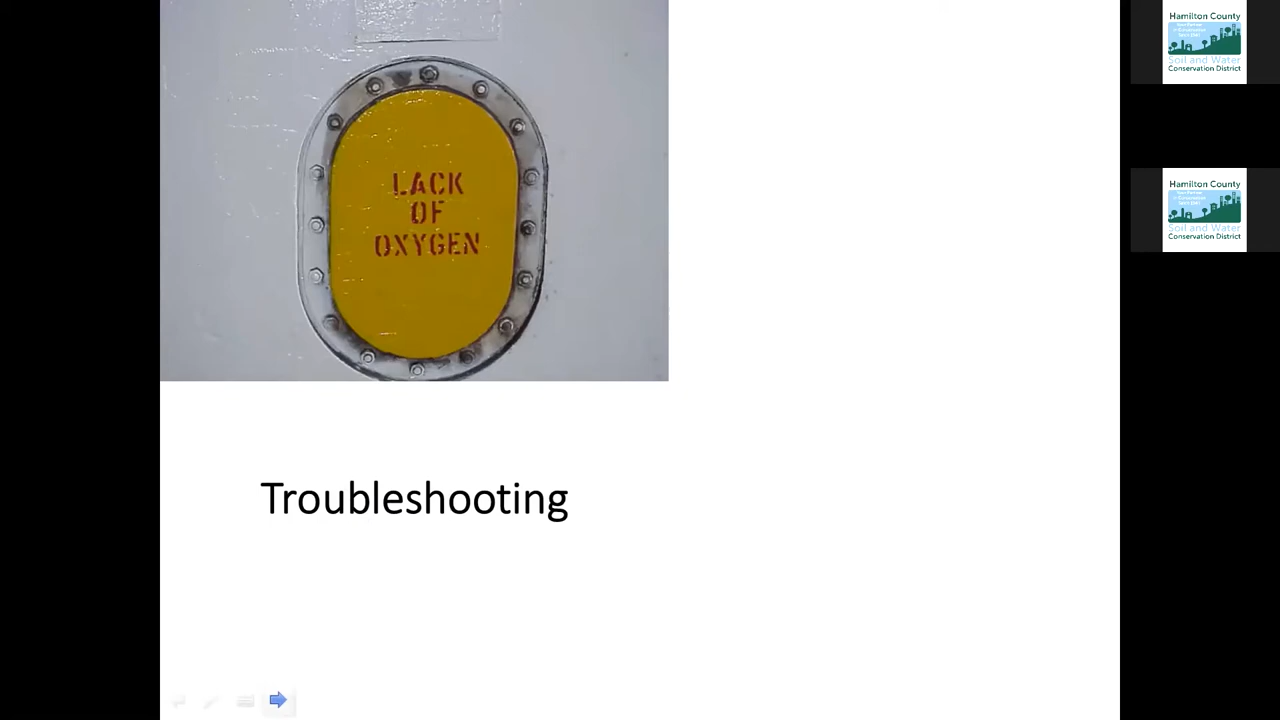 LACK
OF
OXYGEN
Troubleshooting
Hamilton County
Soil and Water
Conservation District
Hamilton County
Soil and Water
Conservation District